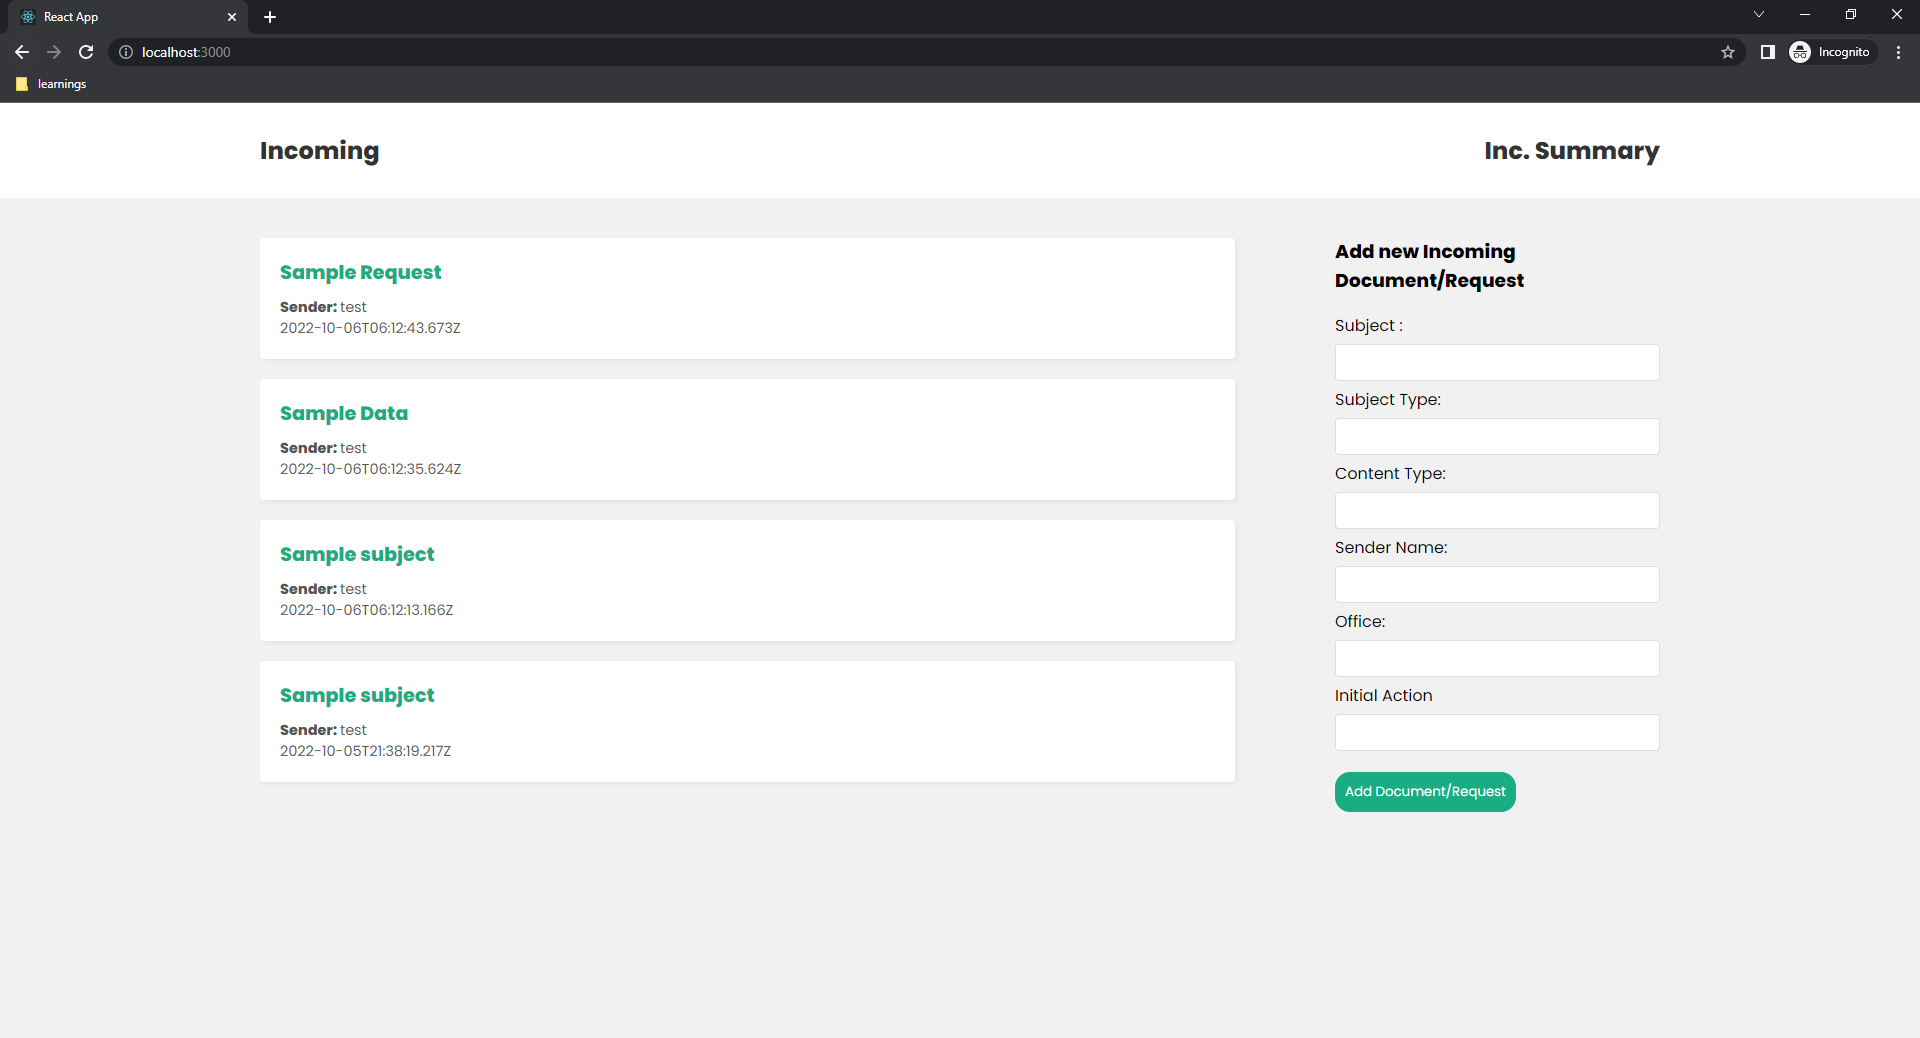 React App
localhost:3000
Incognito
learnings
Incoming
Inc. Summary
Sample Request
Sender: test
2022-10-06T06:12:43.673Z
Sample Data
Sender: test
2022-10-06T06:12:35.624Z
Sample subject
Sender: test
2022-10-06T06:12:13.166Z
Sample subject
Sender: test
2022-10-05T21:38:19.217Z
Add new Incoming
Document/Request
Subject :
Subject Type:
Content Type:
Sender Name:
Office:
Initial Action
Add Document/Request